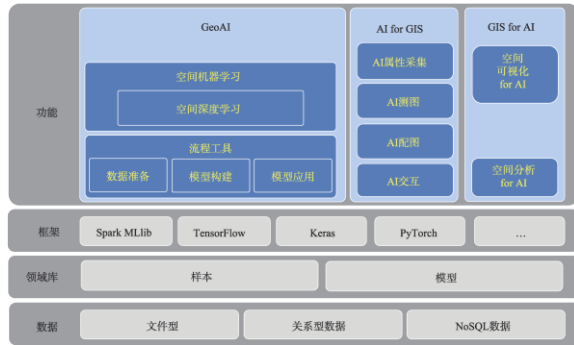 功能
GeoAI
空间机器学习
空间深度学习
流程工具
数据准备
模型构建
模型应用
AI for GIS
AI属性采集
AI测图
AI配图
AI交互
GIS for AI
空间
可视化
for AI
空间分析
for AI
框架
Spark MLlib
TensorFlow
Keras
PyTorch
…
领域库
样本
模型
数据
文件型
关系型数据
NoSQL数据